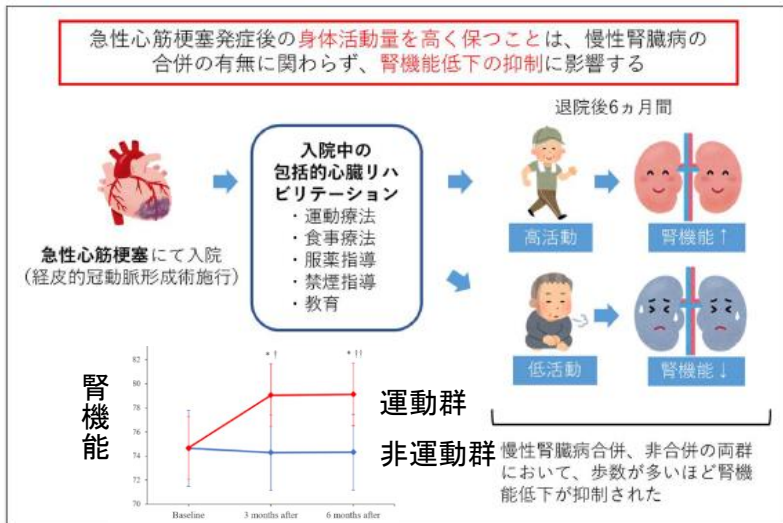 急性心筋梗塞発症後の身体活動量を高く保つことは、慢性腎臓病の
合併の有無に関わらず、腎機能低下の抑制に影響する
退院後6ヵ月間
入院中の
包括的心臓リハ
ビリテーション
・運動療法
・食事療法
・服薬指導
・禁煙指導
・教育
急性心筋梗塞にて入院
(経皮的冠動脈形成術施行)
高活動
腎機能↑
低活動
腎機能↓
腎機能
82
80
78
76
74
72
70
* †
* ††
運動群
非運動群
Baseline
3 months after
6 months after
慢性腎臓病合併、非合併の両群
において、歩数が多いほど腎機
能低下が抑制された